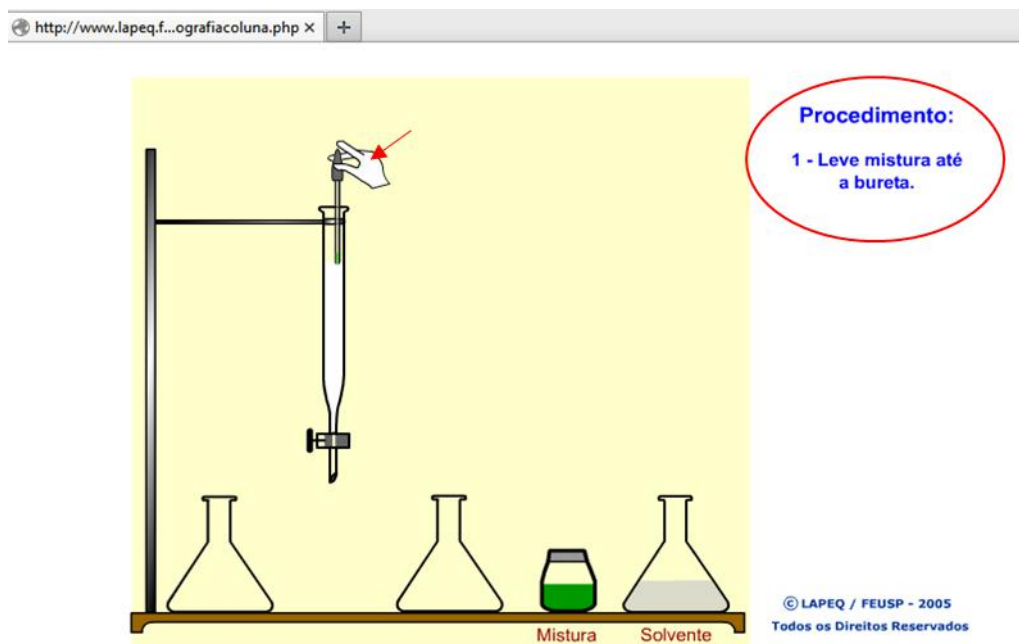 http://www.lapeq.f...ografiacoluna.php
Procedimento:
1 - Leve mistura até
a bureta.
Mistura
Solvente
© LAPEQ / FEUSP - 2005
Todos os Direitos Reservados